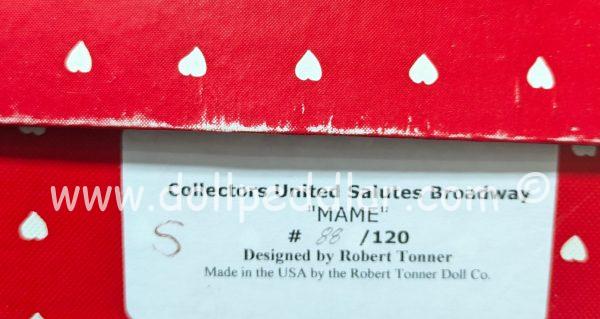 Collectors United Salutes Broadway
www.dollpeddlar.com ©
"MAME"
S
# 88 /120
Designed by Robert Tonner
Made in the USA by the Robert Tonner Doll Co.